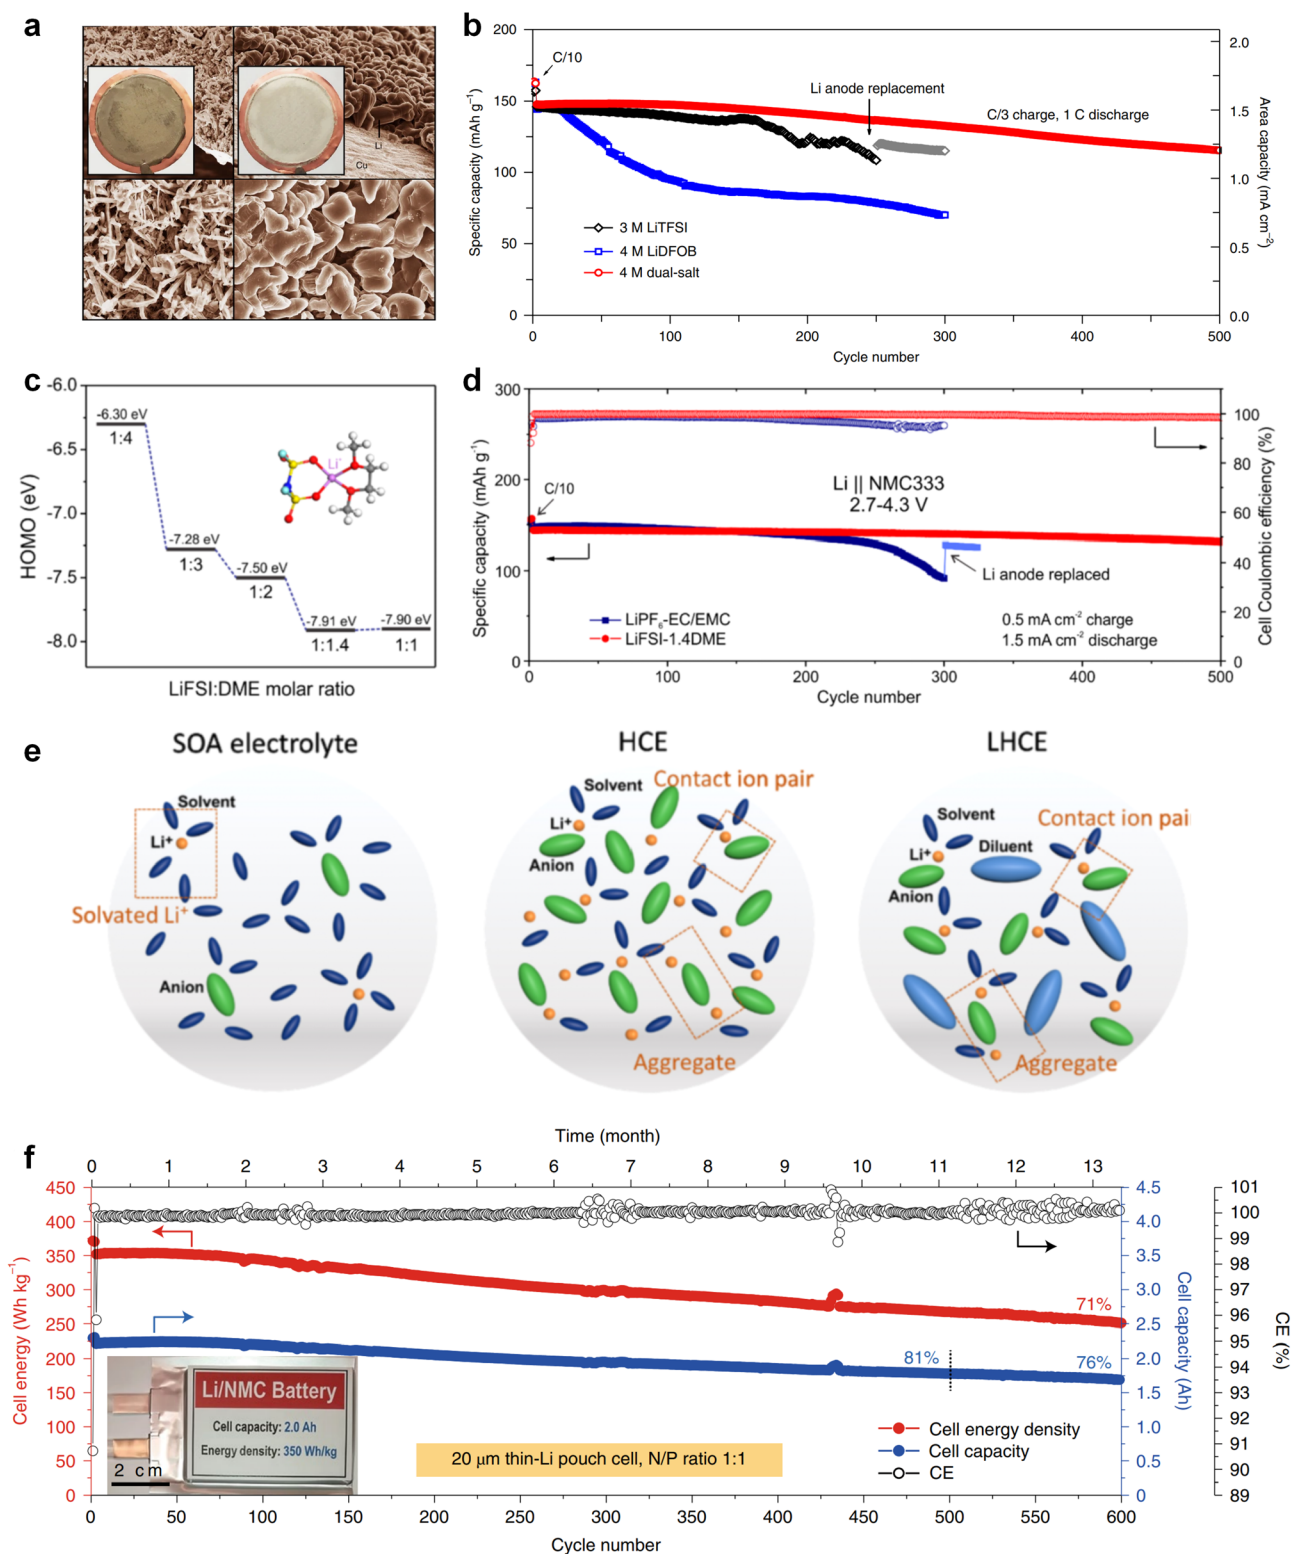 a
Li
Cu
b
200
150
100
50
0
Specific capacity (mAh g⁻¹)
C/10
Li anode replacement
C/3 charge, 1 C discharge
3 M LiTFSI
4 M LiDFOB
4 M dual-salt
2.0
1.5
1.0
0.5
0.0
Area capacity (mA cm⁻²)
0 100 200 300 400 500
Cycle number
c
-6.0
-6.5
-7.0
-7.5
-8.0
HOMO (eV)
-6.30 eV
1:4
-7.28 eV
1:3
-7.50 eV
1:2
-7.91 eV
1:1.4
-7.90 eV
1:1
Li⁺
LiFSI:DME molar ratio
d
300
200
100
0
Specific capacity (mAh g⁻¹)
C/10
Li || NMC333
2.7-4.3 V
Li anode replaced
LiPF₆-EC/EMC
LiFSI-1.4DME
0.5 mA cm⁻² charge
1.5 mA cm⁻² discharge
100
80
60
40
20
0
Cell Coulombic efficiency (%)
0 100 200 300 400 500
Cycle number
e
SOA electrolyte
Solvent
Li⁺
Solvated Li⁺
Anion
HCE
Solvent
Contact ion pair
Li⁺
Anion
Aggregate
LHCE
Solvent
Contact ion pai
Diluent
Li⁺
Anion
Aggregate
f
Time (month)
0 1 2 3 4 5 6 7 8 9 10 11 12 13
450
400
350
300
250
200
150
100
50
0
Cell energy (Wh kg⁻¹)
71%
81%
76%
Li/NMC Battery
Cell capacity: 2.0 Ah
Energy density: 350 Wh/kg
2 cm
20 μm thin-Li pouch cell, N/P ratio 1:1
Cell energy density
Cell capacity
CE
4.5
4.0
3.5
3.0
2.5
2.0
1.5
1.0
0.5
0
Cell capacity (Ah)
101
100
99
98
97
96
95
94
93
92
91
90
89
CE (%)
0 50 100 150 200 250 300 350 400 450 500 550 600
Cycle number